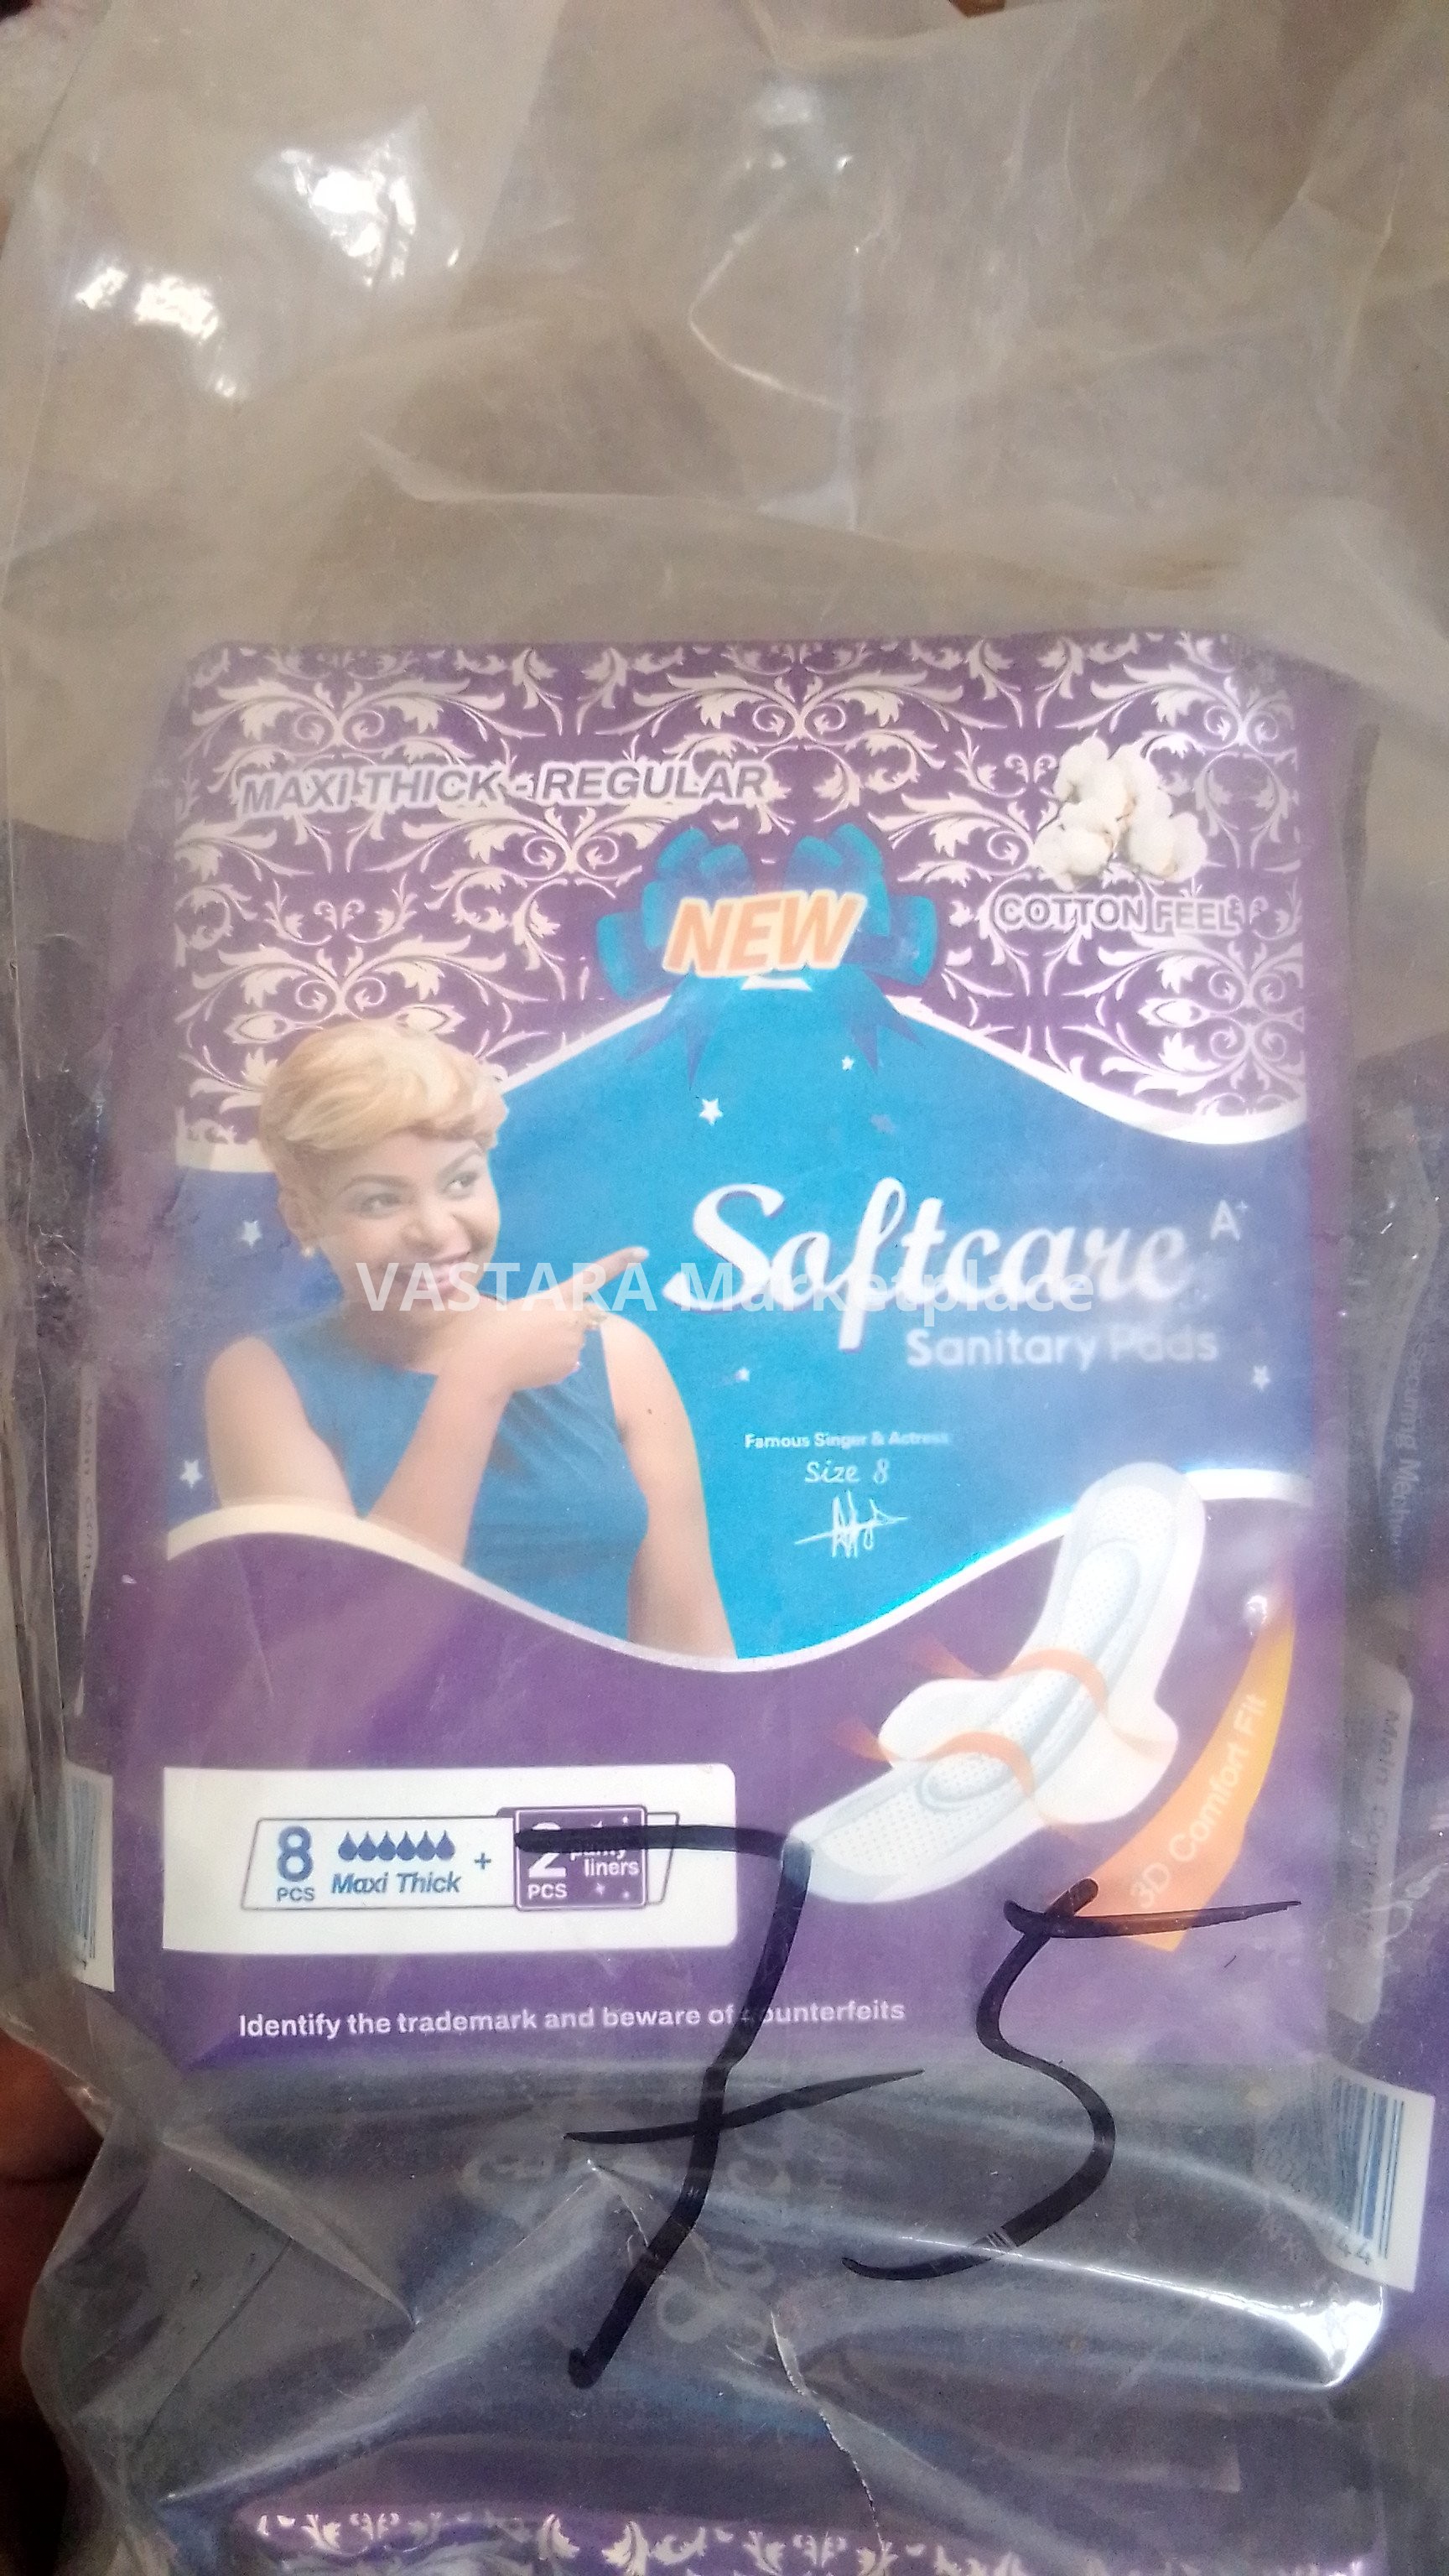 MAXI THICK - REGULAR
COTTON FEEL
NEW
Softcare A+
VASTARA Marketplace
Sanitary Pads
Famous Singer & Actress
Size 8
3D Comfort Fit
8 PCS Maxi Thick + 2 PCS panty liners
Identify the trademark and beware of counterfeits
75